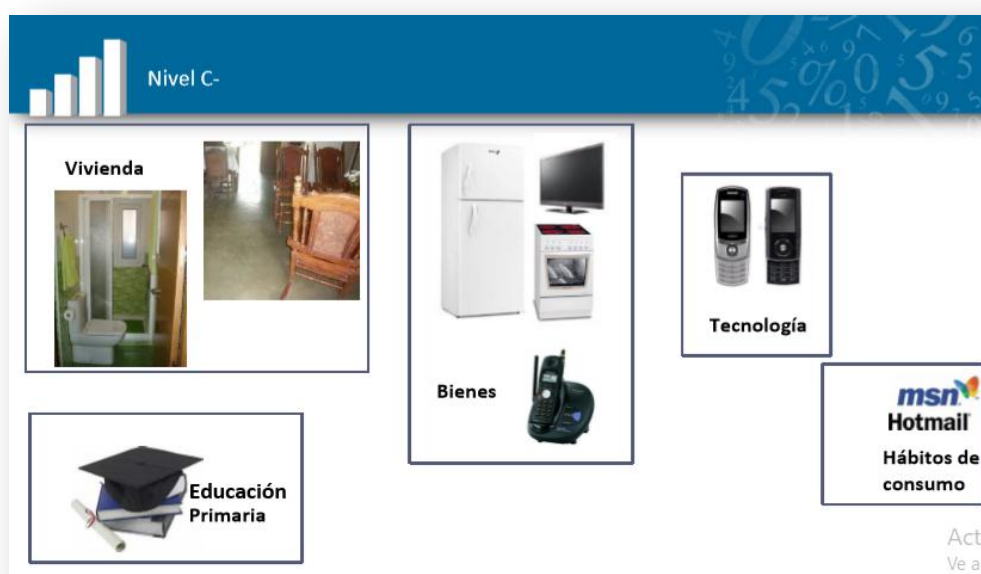 Nivel C-
Vivienda
Bienes
Tecnología
msn
Hotmail
Hábitos de
consumo
Educación
Primaria
Act
Ve a